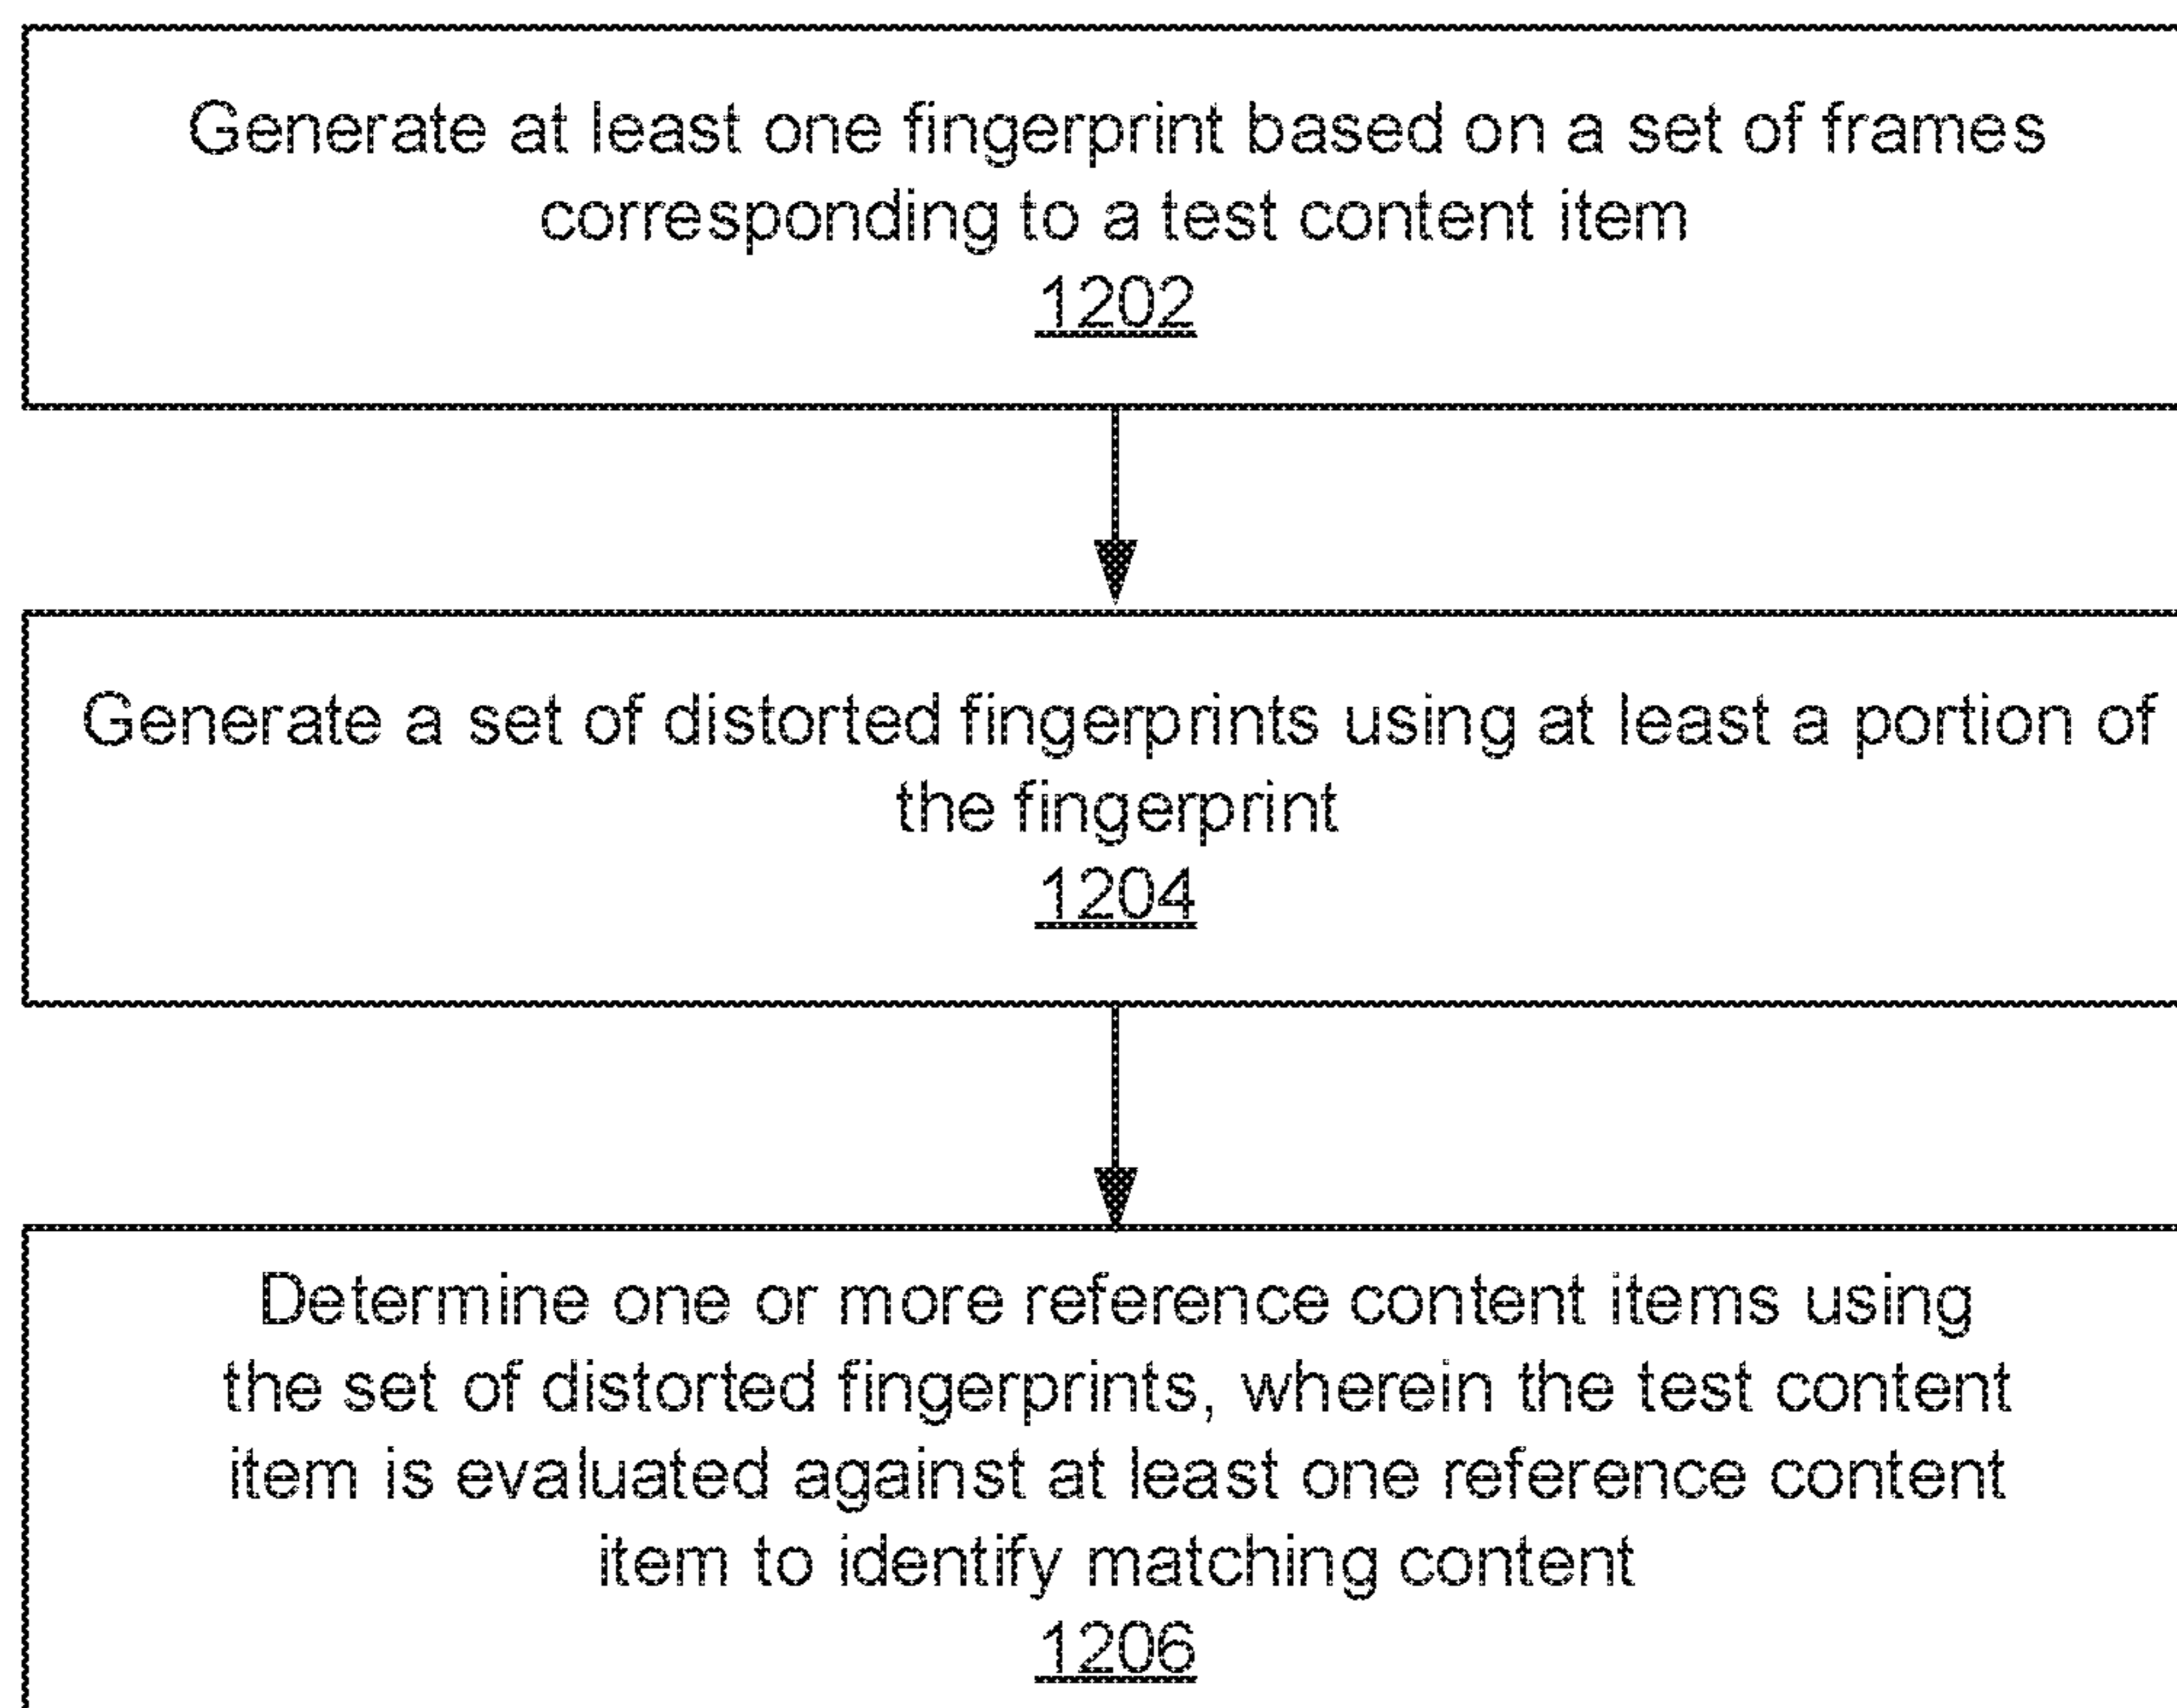 Generate at least one fingerprint based on a set of frames
corresponding to a test content item
1202
Generate a set of distorted fingerprints using at least a portion of
the fingerprint
1204
Determine one or more reference content items using
the set of distorted fingerprints, wherein the test content
item is evaluated against at least one reference content
item to identify matching content
1206